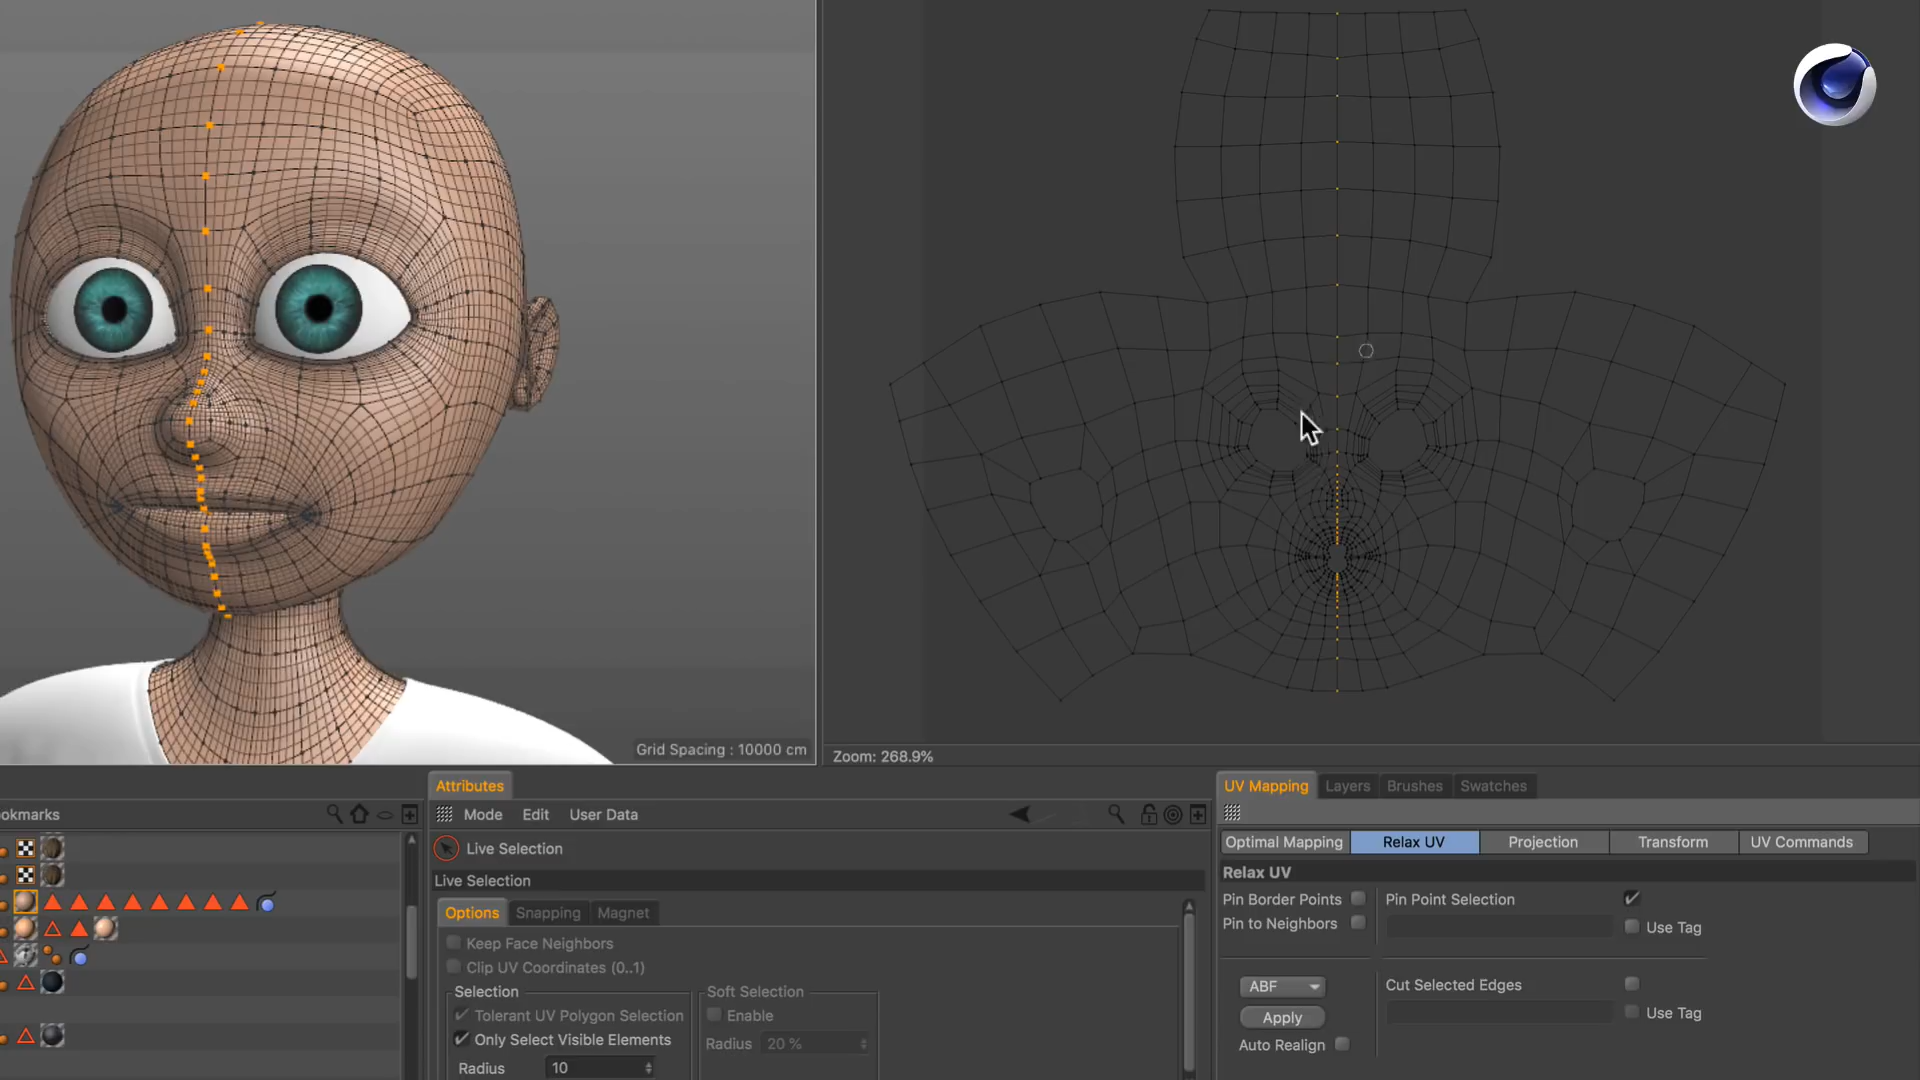 Grid Spacing : 10000 cm
Zoom: 268.9%
Attributes
UV Mapping Layers Brushes Swatches
ookmarks
Mode Edit User Data
Live Selection
Optimal Mapping Relax UV Projection Transform UV Commands
Live Selection
Relax UV
Options Snapping Magnet
Pin Border Points
Pin Point Selection
Pin to Neighbors
Use Tag
Keep Face Neighbors
Clip UV Coordinates (0..1)
ABF
Cut Selected Edges
Selection
Soft Selection
Tolerant UV Polygon Selection
Enable
Apply
Use Tag
Only Select Visible Elements
Radius 20 %
Auto Realign
Radius 10